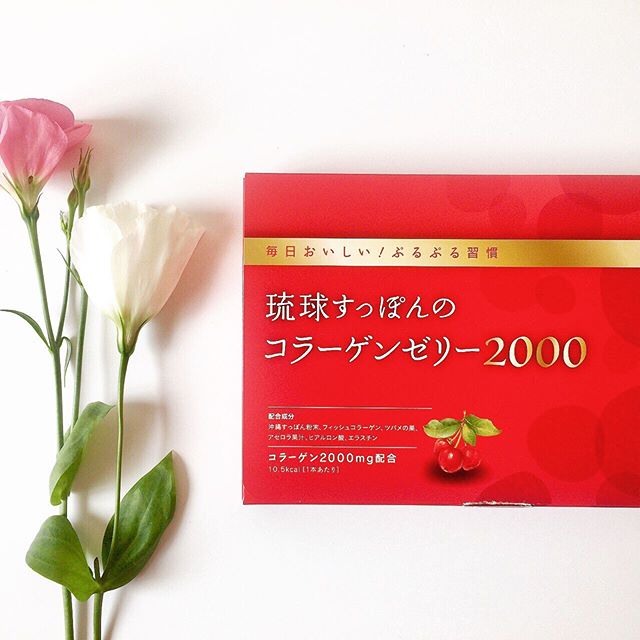 毎日おいしい！ぷるぷる習慣
琉球すっぽんの
コラーゲンゼリー2000
配合成分
沖縄すっぽん粉末、フィッシュコラーゲン、ツバメの巣、
アセロラ果汁、ヒアルロン酸、エラスチン
コラーゲン2000mg配合
10.5kcal［1本あたり］